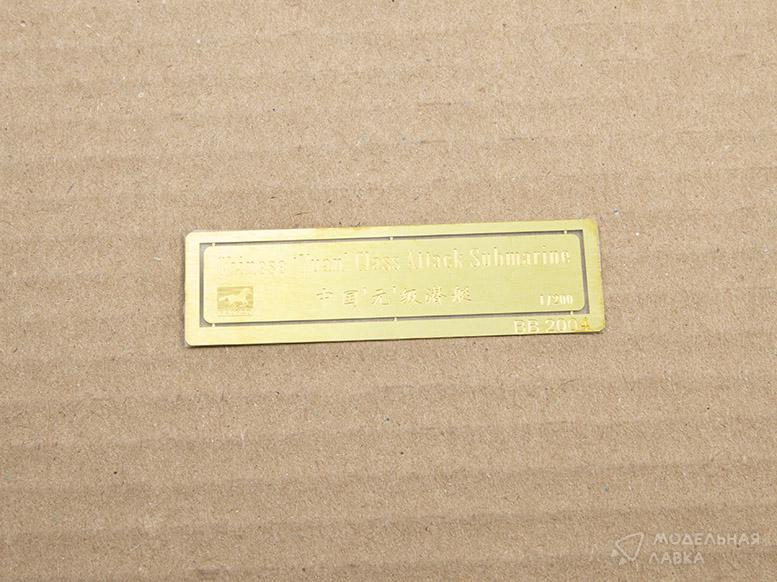 Chinese 'Yuan' Class Attack Submarine
中国'元'级潜艇
1/200
BB 2004
МОДЕЛЬНАЯ
ЛАВКА